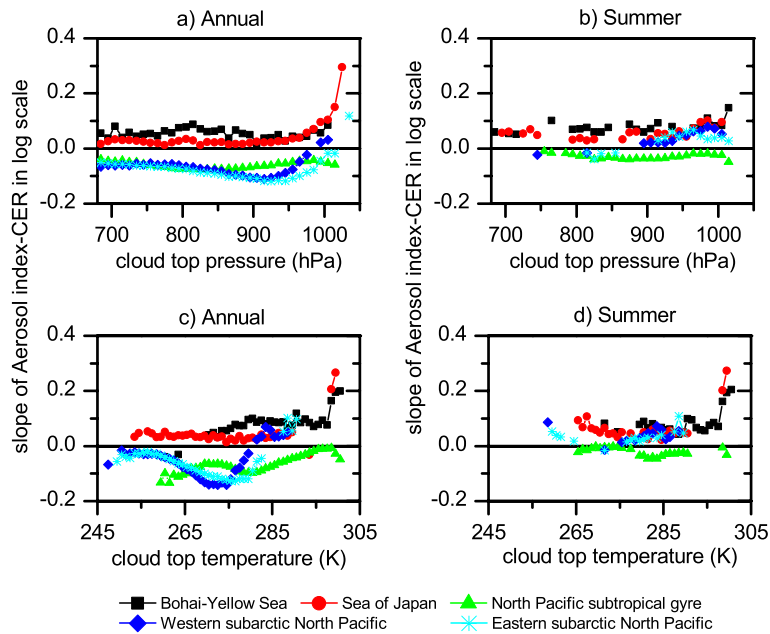 a) Annual
b) Summer
slope of Aerosol index-CER in log scale
slope of Aerosol index-CER in log scale
0.4
0.2
0.0
-0.2
700 800 900 1000
cloud top pressure (hPa)
0.4
0.2
0.0
-0.2
700 800 900 1000
cloud top pressure (hPa)
c) Annual
d) Summer
0.4
0.2
0.0
-0.2
245 265 285 305
cloud top temperature (K)
0.4
0.2
0.0
-0.2
245 265 285 305
cloud top temperature (K)
Bohai-Yellow Sea Sea of Japan North Pacific subtropical gyre
Western subarctic North Pacific Eastern subarctic North Pacific